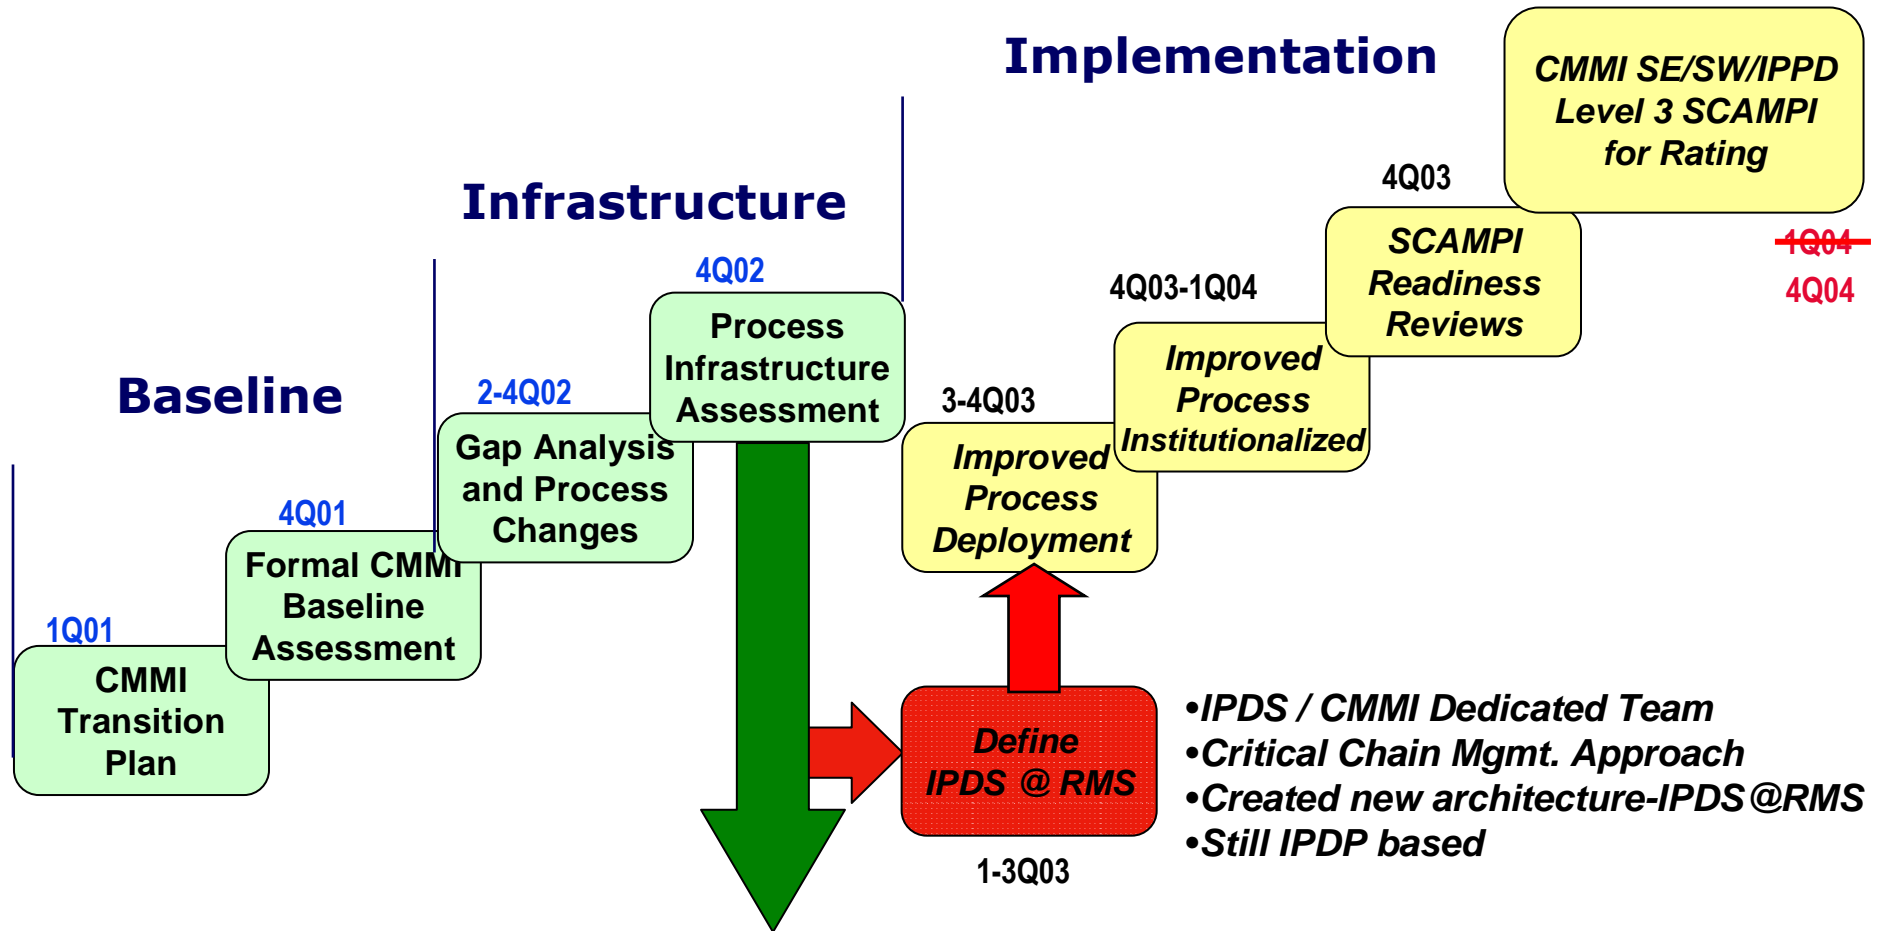 Baseline
1Q01
CMMI
Transition
Plan
4Q01
Formal CMMI
Baseline
Assessment
Infrastructure
2-4Q02
Gap Analysis
and Process
Changes
4Q02
Process
Infrastructure
Assessment
Implementation
3-4Q03
Improved
Process
Deployment
4Q03-1Q04
Improved
Process
Institutionalized
4Q03
SCAMPI
Readiness
Reviews
CMMI SE/SW/IPPD
Level 3 SCAMPI
for Rating
1Q04
4Q04
Define
IPDS @ RMS
1-3Q03
•IPDS / CMMI Dedicated Team
•Critical Chain Mgmt. Approach
•Created new architecture-IPDS@RMS
•Still IPDP based